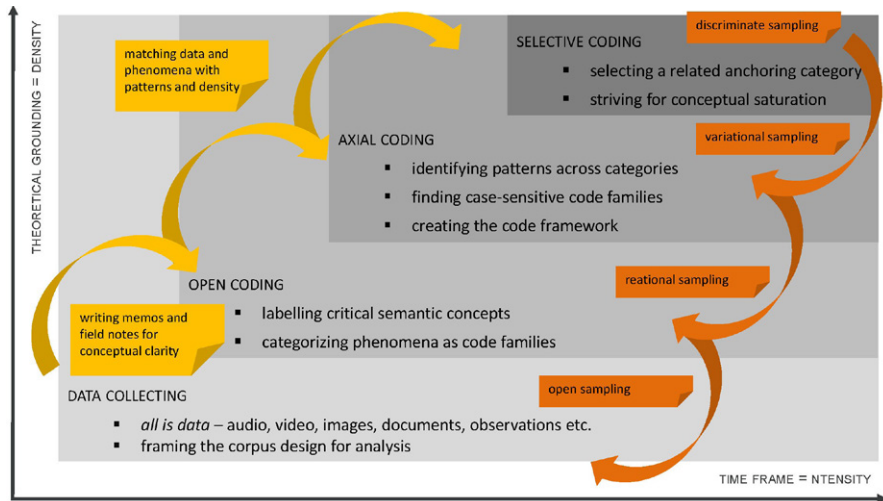 discriminate sampling
SELECTIVE CODING
▪ selecting a related anchoring category
▪ striving for conceptual saturation
matching data and
phenomena with
patterns and density
variational sampling
AXIAL CODING
▪ identifying patterns across categories
▪ finding case-sensitive code families
▪ creating the code framework
THEORETICAL GROUNDING = DENSITY
reational sampling
OPEN CODING
▪ labelling critical semantic concepts
▪ categorizing phenomena as code families
writing memos and
field notes for
conceptual clarity
open sampling
DATA COLLECTING
▪ all is data – audio, video, images, documents, observations etc.
▪ framing the corpus design for analysis
TIME FRAME = NTENSITY